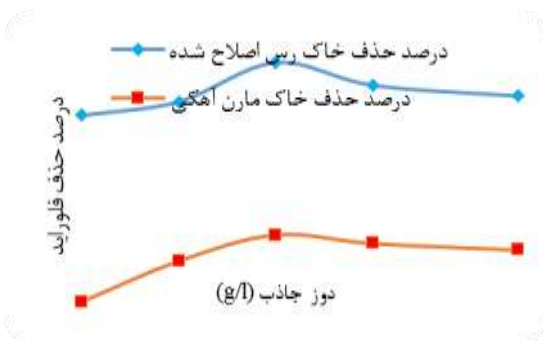 درصد حذف خاک رس اصلاح شده
درصد حذف خاک مارن آهکی
درصد حذف فلوراید
دوز جاذب (g/l)